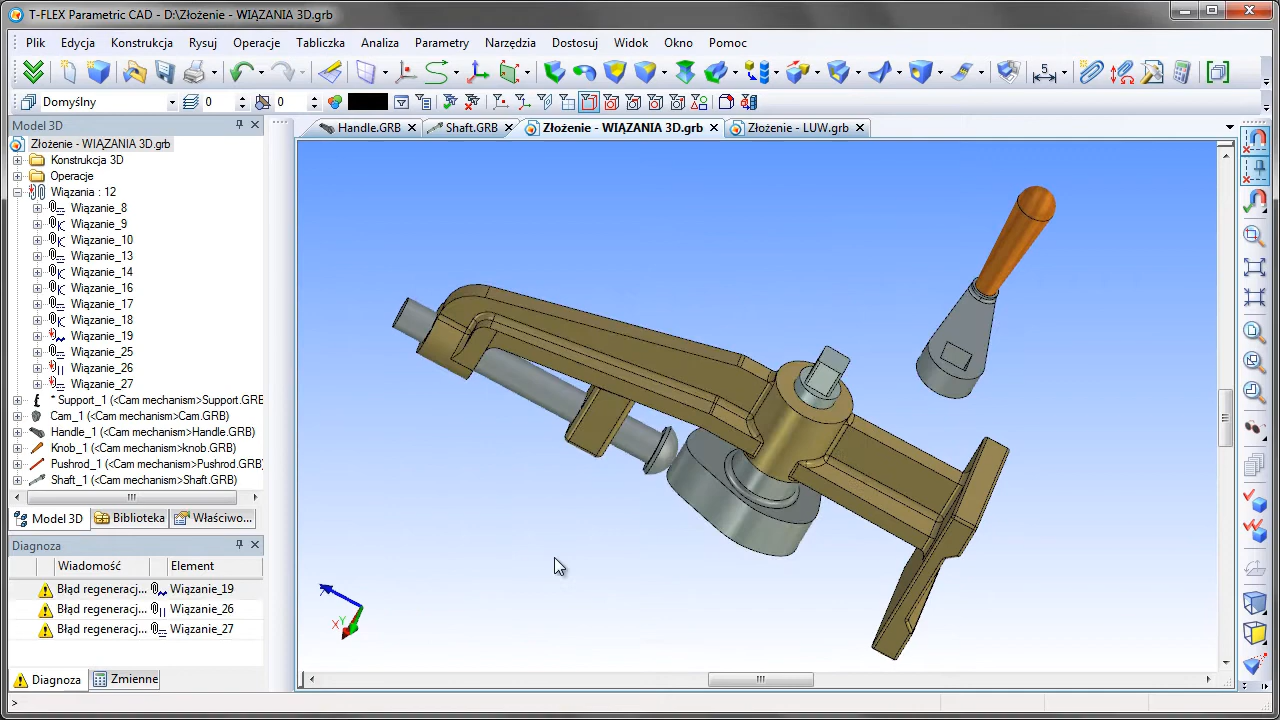 T-FLEX Parametric CAD - D:\Złożenie - WIĄZANIA 3D.grb
Plik Edycja Konstrukcja Rysuj Operacje Tabliczka Analiza Parametry Narzędzia Dostosuj Widok Okno Pomoc
5
Domyślny 0 0
Model 3D
Handle.GRB Shaft.GRB Złożenie - WIĄZANIA 3D.grb Złożenie - LUW.grb
Złożenie - WIĄZANIA 3D.grb
Konstrukcja 3D
Operacje
Wiązania : 12
Wiązanie_8
Wiązanie_9
Wiązanie_10
Wiązanie_13
Wiązanie_14
Wiązanie_16
Wiązanie_17
Wiązanie_18
Wiązanie_19
Wiązanie_25
Wiązanie_26
Wiązanie_27
* Support_1 (<Cam mechanism>Support.GRB
Cam_1 (<Cam mechanism>Cam.GRB)
Handle_1 (<Cam mechanism>Handle.GRB)
Knob_1 (<Cam mechanism>knob.GRB)
Pushrod_1 (<Cam mechanism>Pushrod.GRB)
Shaft_1 (<Cam mechanism>Shaft.GRB)
Model 3D Biblioteka Właściwo...
Diagnoza
Wiadomość Element
Błąd regeneracj... Wiązanie_19
Błąd regeneracj... Wiązanie_26
Błąd regeneracj... Wiązanie_27
Diagnoza Zmienne
X Y
>